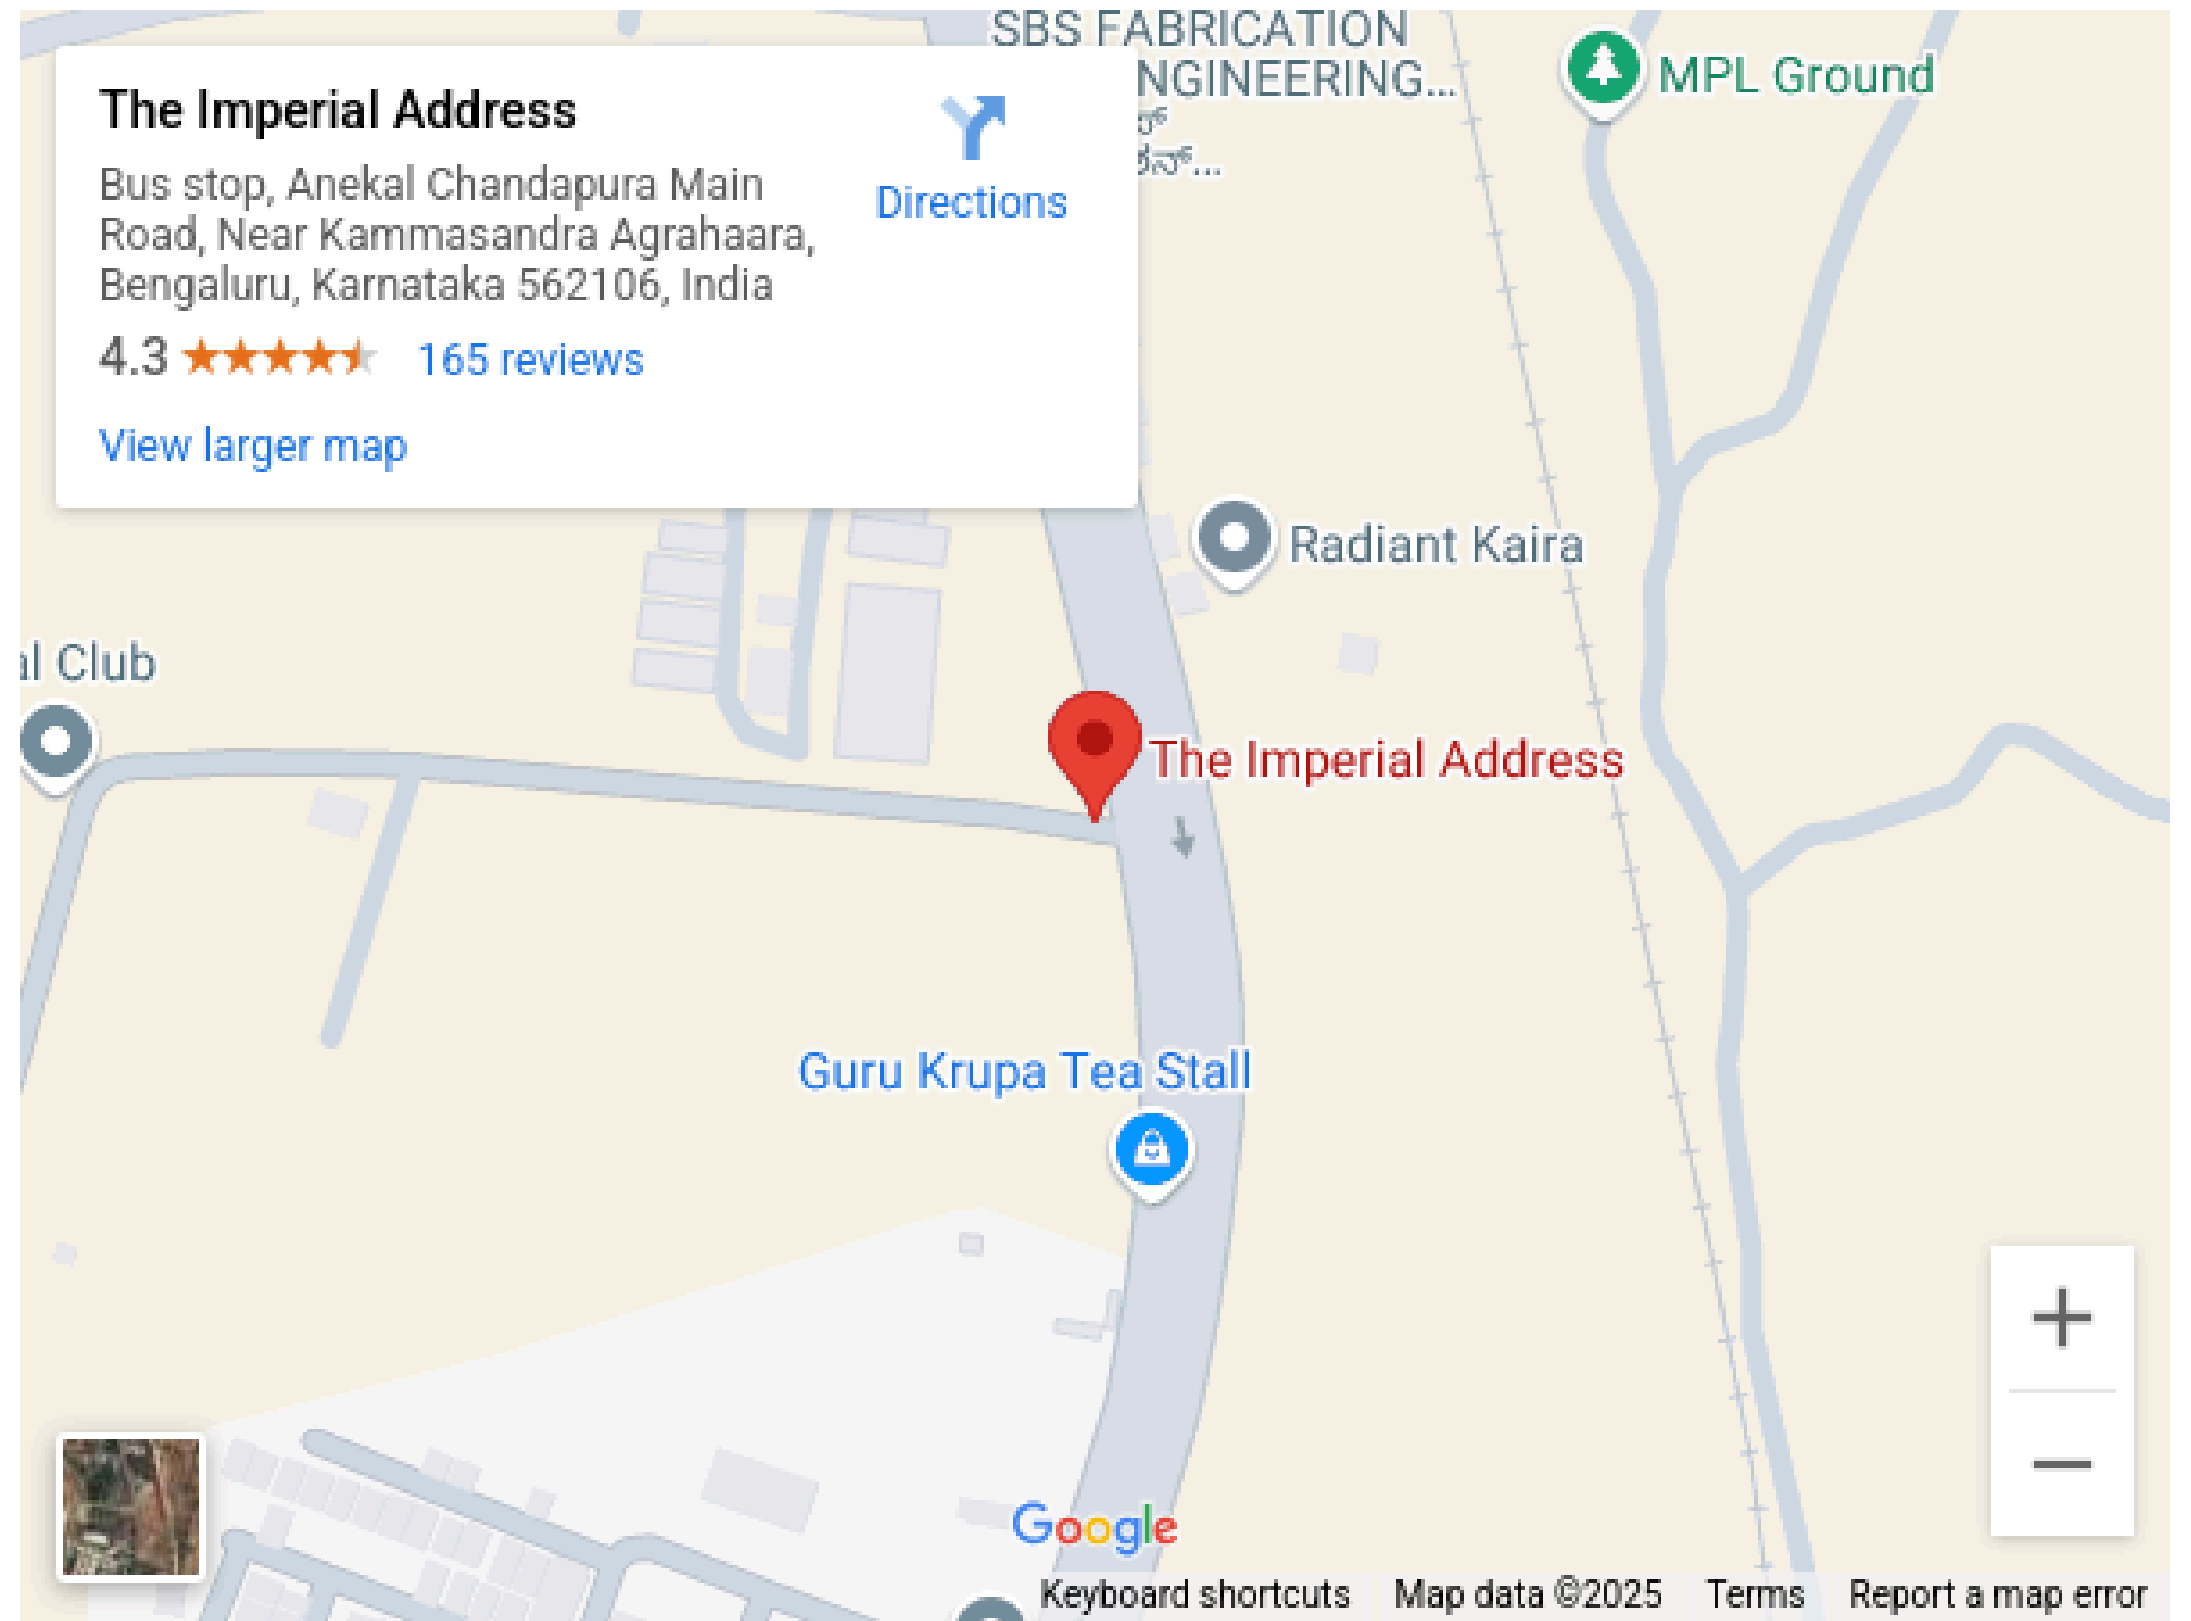 SBS FABRICATION
NGINEERING...
The Imperial Address
Bus stop, Anekal Chandapura Main
Road, Near Kammasandra Agrahaara,
Bengaluru, Karnataka 562106, India
4.3
165 reviews
View larger map
Directions
MPL Ground
Radiant Kaira
al Club
The Imperial Address
Guru Krupa Tea Stall
Google
Keyboard shortcuts
Map data ©2025
Terms
Report a map error